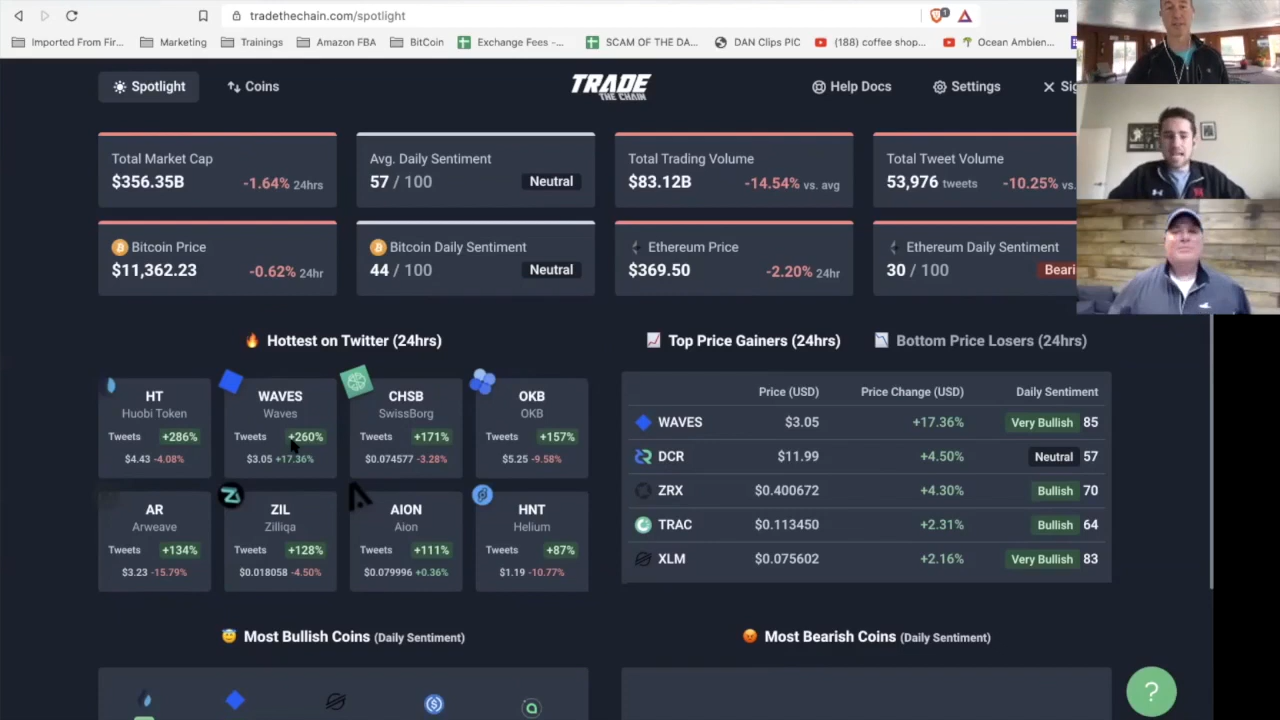 tradethechain.com/spotlight
1
Imported From Fir...
Marketing
Trainings
Amazon FBA
BitCoin
Exchange Fees -...
SCAM OF THE DA...
DAN Clips PIC
(188) coffee shop...
Ocean Ambien...
Spotlight
Coins
TRADE
THE CHAIN
Help Docs
Settings
Total Market Cap
$356.35B
-1.64% 24hrs
Avg. Daily Sentiment
57 / 100
Neutral
Total Trading Volume
$83.12B
-14.54% vs. avg
Total Tweet Volume
53,976 tweets
-10.25% vs.
Bitcoin Price
$11,362.23
-0.62% 24hr
Bitcoin Daily Sentiment
44 / 100
Neutral
Ethereum Price
$369.50
-2.20% 24hr
Ethereum Daily Sentiment
30 / 100
Beari
Hottest on Twitter (24hrs)
HT
Huobi Token
Tweets +286%
$4.43 -4.08%
WAVES
Waves
Tweets +260%
$3.05 +17.36%
CHSB
SwissBorg
Tweets +171%
$0.074577 -3.28%
OKB
OKB
Tweets +157%
$5.25 -9.58%
AR
Arweave
Tweets +134%
$3.23 -15.79%
ZIL
Zilliqa
Tweets +128%
$0.018058 -4.50%
AION
Aion
Tweets +111%
$0.079996 +0.36%
HNT
Helium
Tweets +87%
$1.19 -10.77%
Top Price Gainers (24hrs)
Bottom Price Losers (24hrs)
Price (USD) Price Change (USD) Daily Sentiment
WAVES $3.05 +17.36% Very Bullish 85
DCR $11.99 +4.50% Neutral 57
ZRX $0.400672 +4.30% Bullish 70
TRAC $0.113450 +2.31% Bullish 64
XLM $0.075602 +2.16% Very Bullish 83
Most Bullish Coins (Daily Sentiment)
Most Bearish Coins (Daily Sentiment)
?